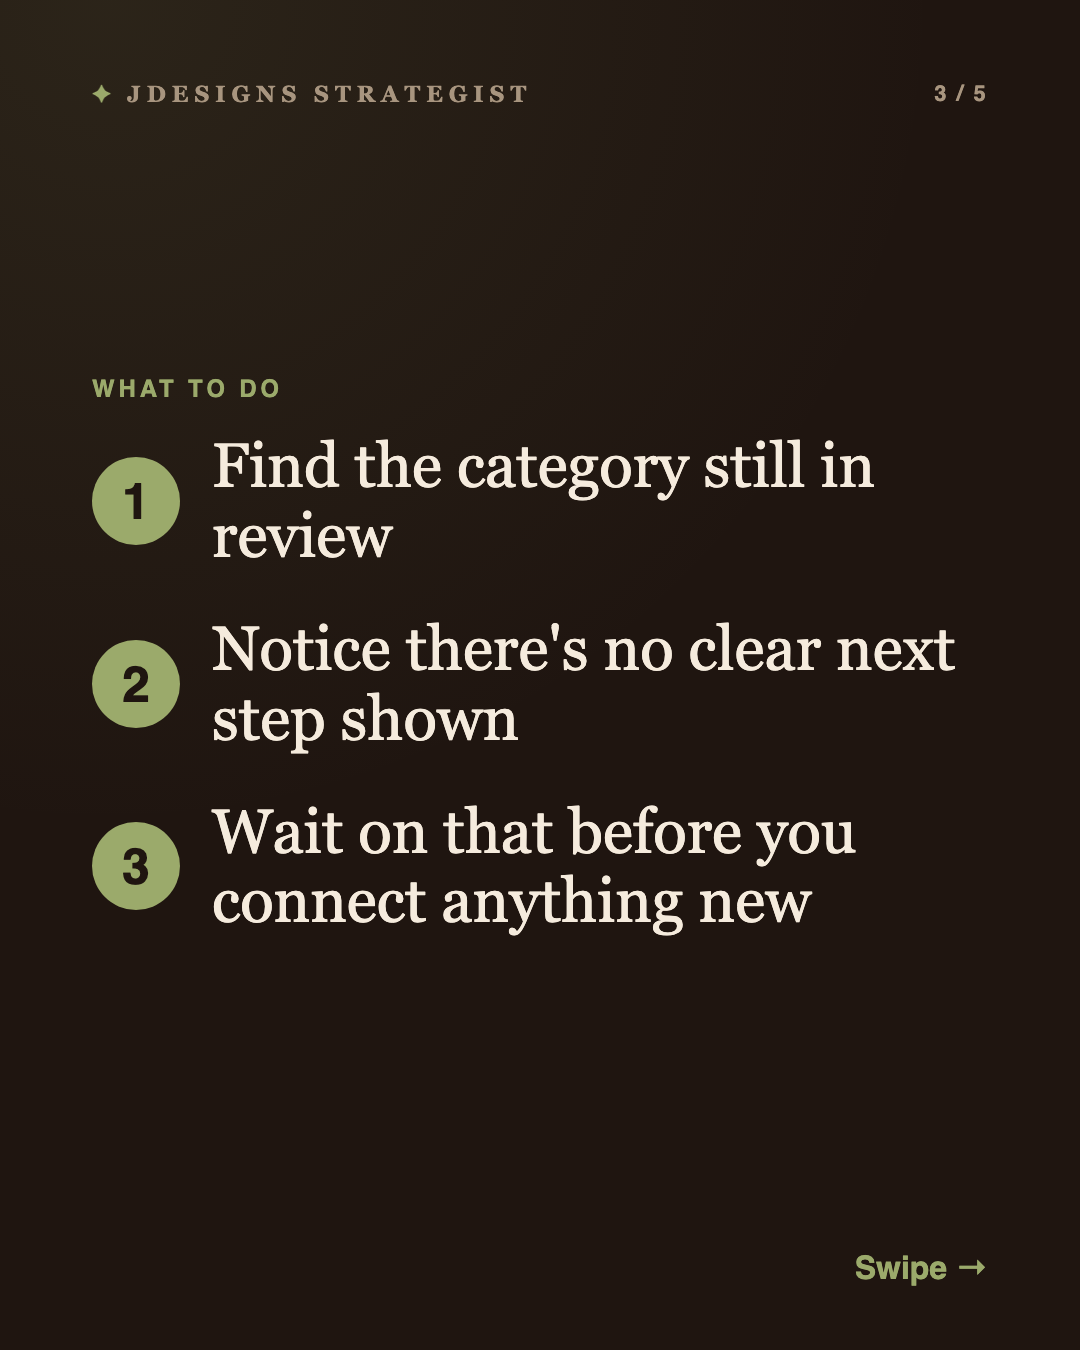 ✦ JDESIGNS STRATEGIST
3 / 5
WHAT TO DO
1 Find the category still in
review
2 Notice there's no clear next
step shown
3 Wait on that before you
connect anything new
Swipe →